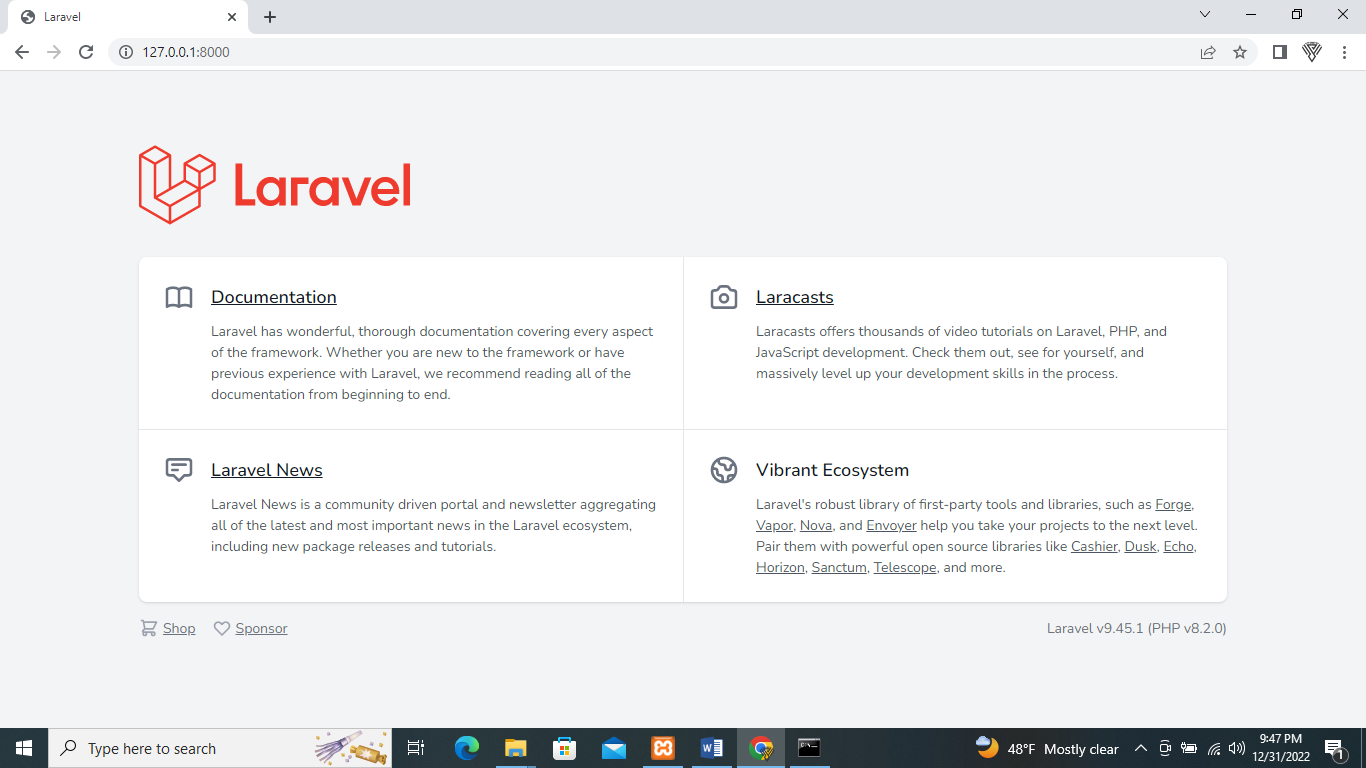 Laravel
127.0.0.1:8000
Laravel
Documentation
Laravel has wonderful, thorough documentation covering every aspect
of the framework. Whether you are new to the framework or have
previous experience with Laravel, we recommend reading all of the
documentation from beginning to end.
Laracasts
Laracasts offers thousands of video tutorials on Laravel, PHP, and
JavaScript development. Check them out, see for yourself, and
massively level up your development skills in the process.
Laravel News
Laravel News is a community driven portal and newsletter aggregating
all of the latest and most important news in the Laravel ecosystem,
including new package releases and tutorials.
Vibrant Ecosystem
Laravel's robust library of first-party tools and libraries, such as Forge,
Vapor, Nova, and Envoyer help you take your projects to the next level.
Pair them with powerful open source libraries like Cashier, Dusk, Echo,
Horizon, Sanctum, Telescope, and more.
Shop Sponsor
Laravel v9.45.1 (PHP v8.2.0)
Type here to search
48°F Mostly clear
9:47 PM
12/31/2022
1